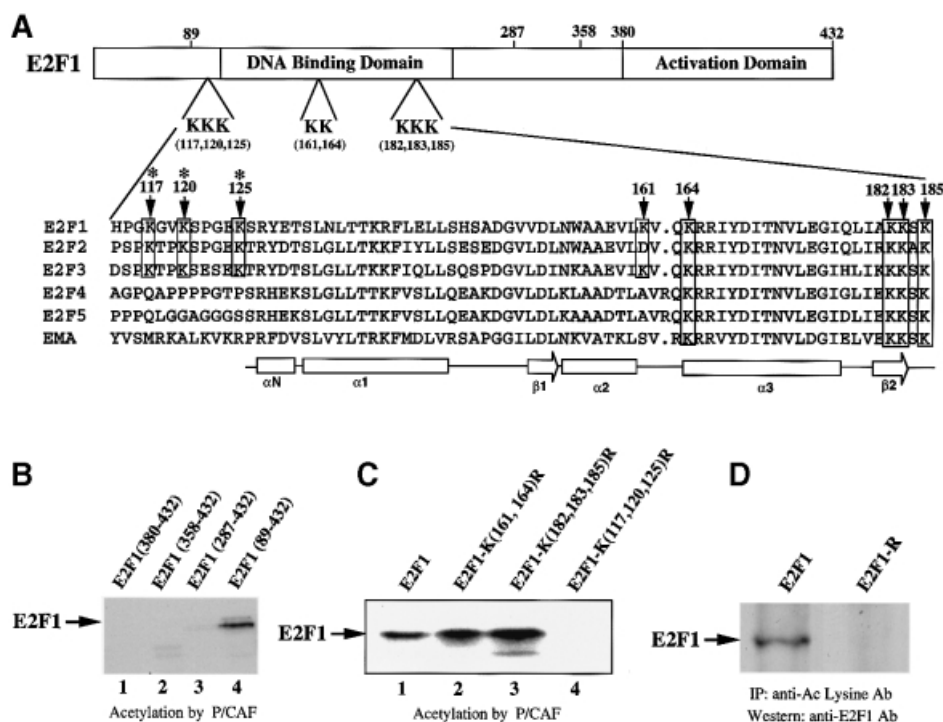 A
89 287 358 380 432
E2F1 DNA Binding Domain Activation Domain
KKK KK KKK
(117,120,125) (161,164) (182,183,185)
* * *
117 120 125 161 164 182 183 185
E2F1 HPGKGVKSPGEKSRYETSLNLTTKRFLELLSHSADGVVDLNWAAEVLKV.QKRRIYDITNVLEGIQLIAKKSK
E2F2 PSPKTPKSPGEKTRYDTSLGLLTKKFIYLLSESEDGVLDLNWAAEVLDV.QKRRIYDITNVLEGIQLIRKKAK
E2F3 DSPKTPKSESEKTRYDTSLGLLTKKFIQLLSQSPDGVLDLNKAAEVLKV.QKRRIYDITNVLEGIHLIKKKSK
E2F4 AGPQAPPPPGTPSRHEKSLGLLTTKFVSLLQEAKDGVLDLKLAADTLAVRQKRRIYDITNVLEGIGLIEKKSK
E2F5 PPPQLGGAGGGSSRHEKSLGLLTTKFVSLLQEAKDGVLDLKAAADTLAVRQKRRIYDITNVLEGIDLIEKKSK
EMA YVSMRKALKVKRPRFDVSLVYLTRKFMDLVRSAPGGILDLNKVATKLSVR.KRRVYDITNVLDGIELVEKKSK
αN α1 β1 α2 α3 β2
B
E2F1(380-432)
E2F1 (358-432)
E2F1 (287-432)
E2F1 (89-432)
E2F1
1 2 3 4
Acetylation by P/CAF
C
E2F1
E2F1-K(161, 164)R
E2F1-K(182,183,185)R
E2F1-K(117,120,125)R
E2F1
1 2 3 4
Acetylation by P/CAF
D
E2F1
E2F1-R
E2F1
IP: anti-Ac Lysine Ab
Western: anti-E2F1 Ab